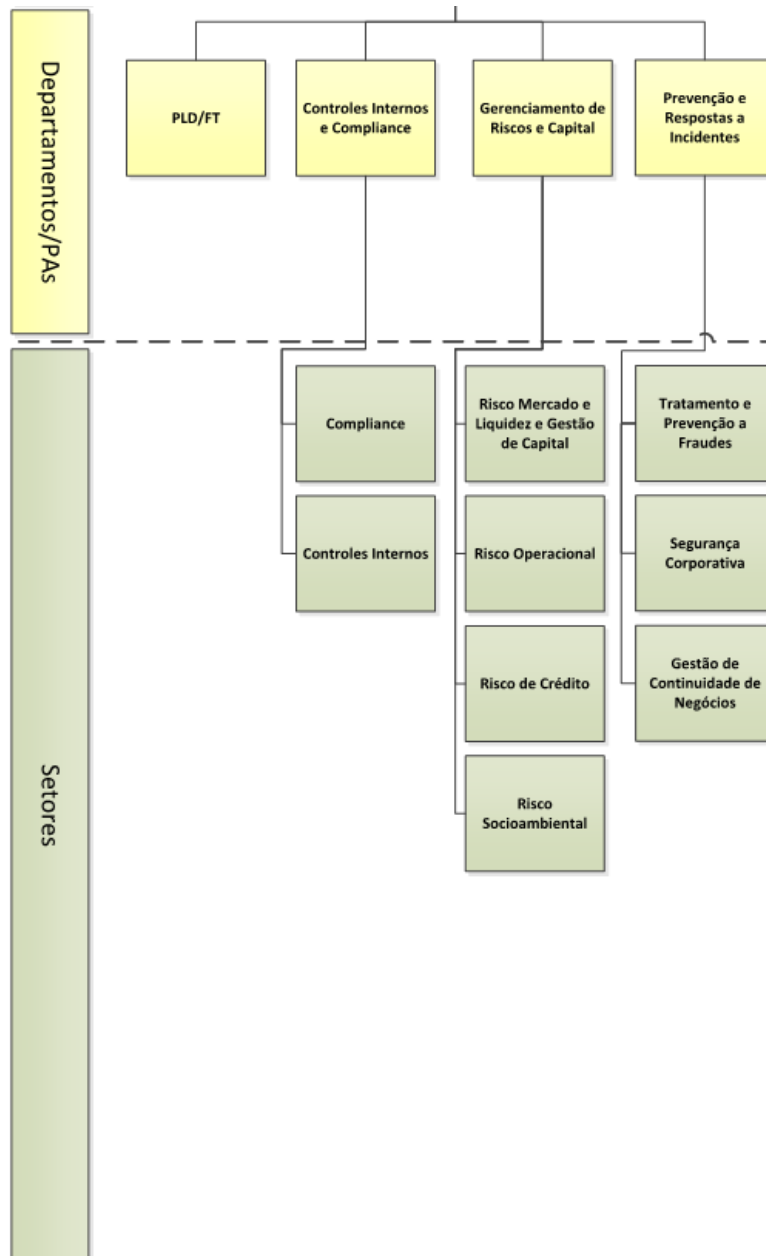 Departamentos/PAs
PLD/FT
Controles Internos
e Compliance
Gerenciamento de
Riscos e Capital
Prevenção e
Respostas a
Incidentes
Setores
Compliance
Controles Internos
Risco Mercado e
Liquidez e Gestão
de Capital
Risco Operacional
Risco de Crédito
Risco
Socioambiental
Tratamento e
Prevenção a
Fraudes
Segurança
Corporativa
Gestão de
Continuidade de
Negócios